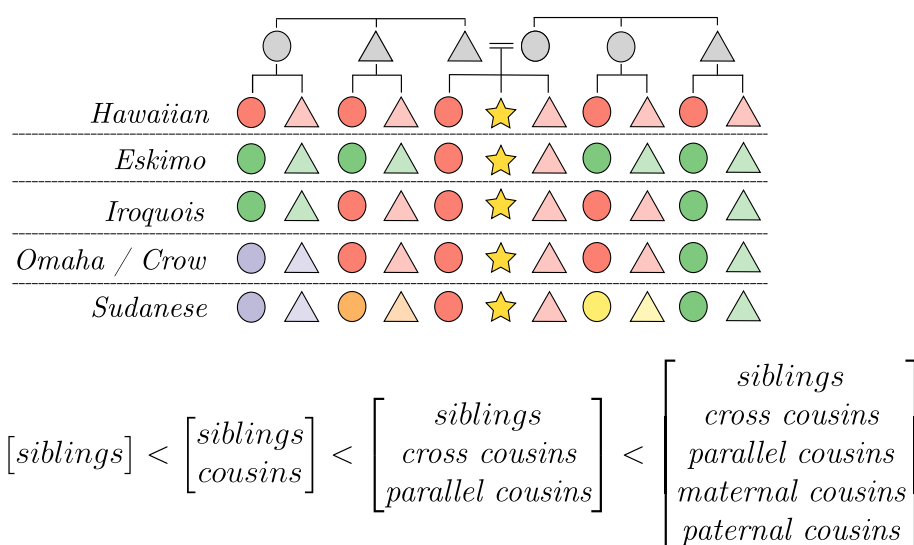 Hawaiian
Eskimo
Iroquois
Omaha / Crow
Sudanese
[siblings] < [siblings
cousins] < [siblings
cross cousins
parallel cousins] < [siblings
cross cousins
parallel cousins
maternal cousins
paternal cousins]